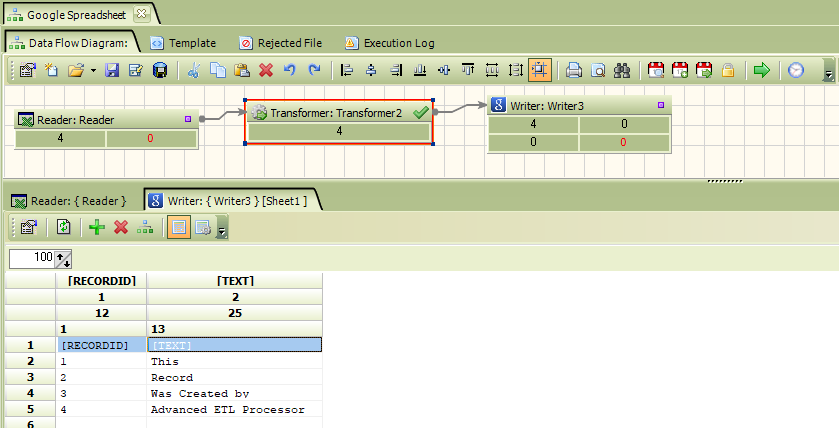 Google Spreadsheet
Data Flow Diagram: Template Rejected File Execution Log
Reader: Reader
4 0
Transformer: Transformer2
4
Writer: Writer3
4 0
0 0
Reader: { Reader } Writer: { Writer3 } [Sheet1 ]
100
[RECORDID] [TEXT]
1 2
12 25
1 13
1 [RECORDID] [TEXT]
2 1 This
3 2 Record
4 3 Was Created by
5 4 Advanced ETL Processor
6